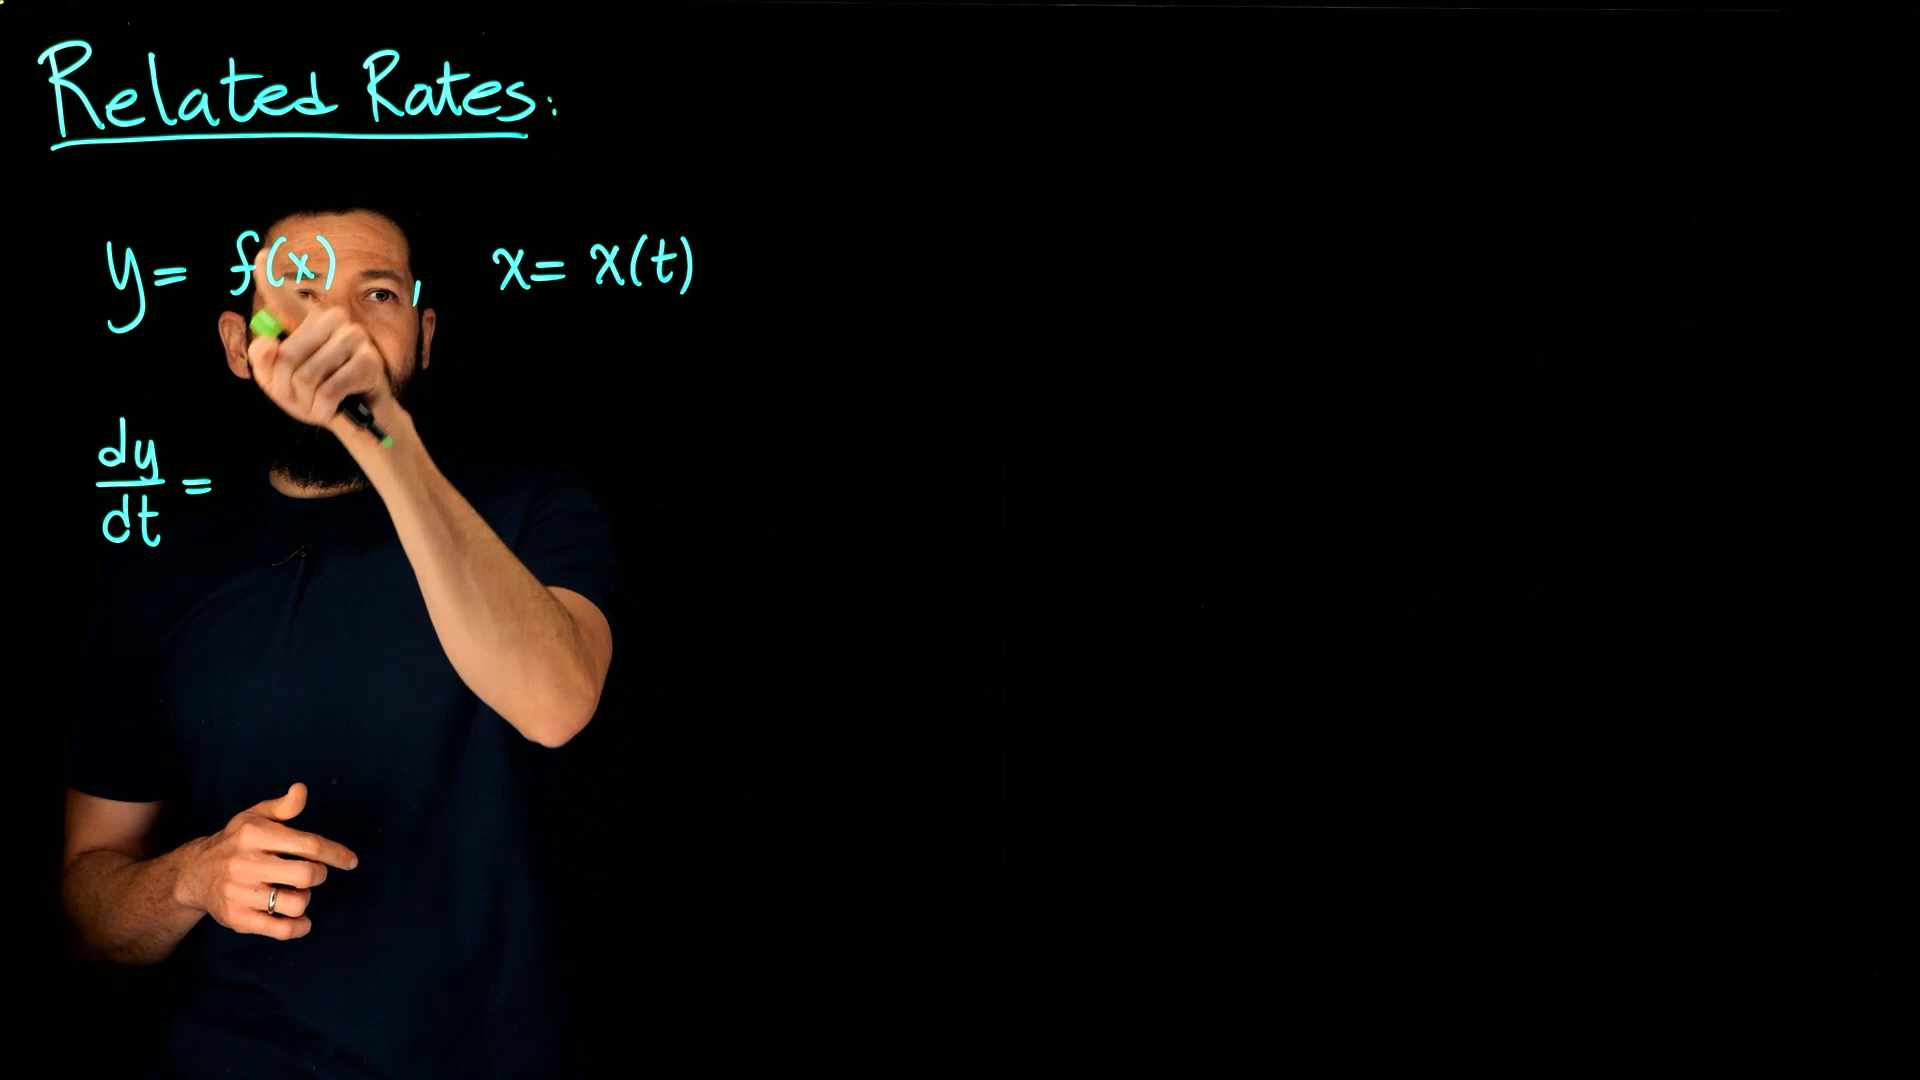 Related Rates:
y = f(x) , x = x(t)
dy/dt =